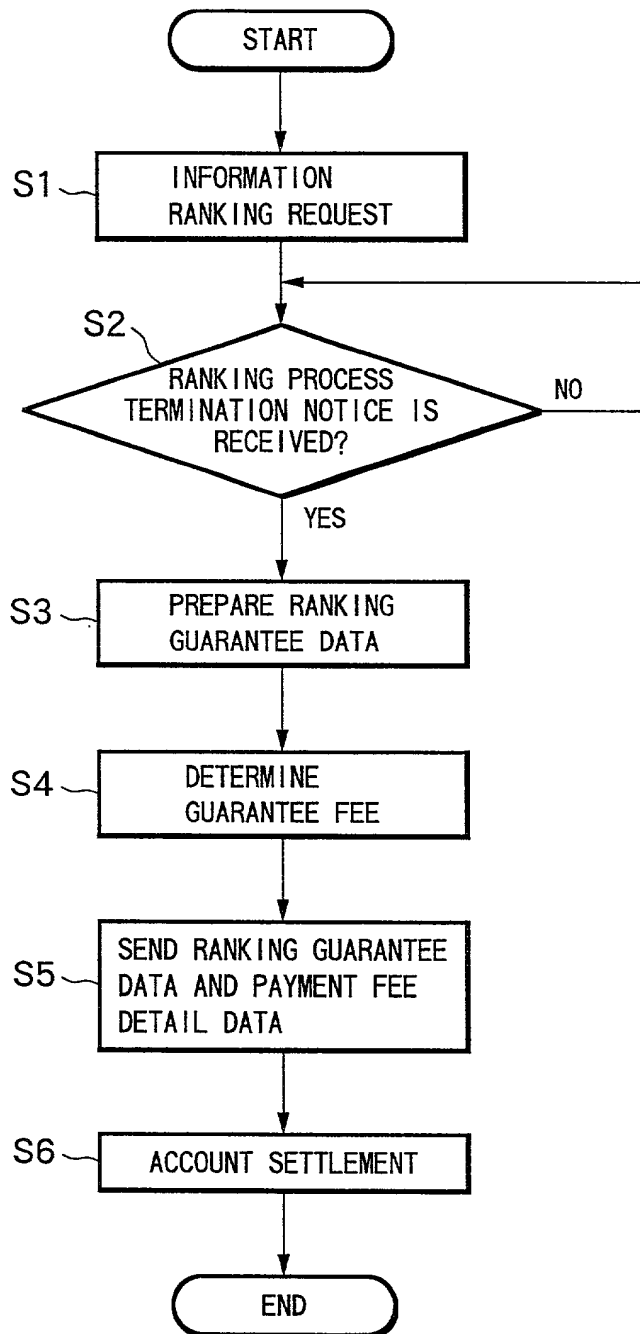 START
S1
INFORMATION
RANKING REQUEST
S2
RANKING PROCESS
TERMINATION NOTICE IS
RECEIVED?
NO
YES
S3
PREPARE RANKING
GUARANTEE DATA
S4
DETERMINE
GUARANTEE FEE
S5
SEND RANKING GUARANTEE
DATA AND PAYMENT FEE
DETAIL DATA
S6
ACCOUNT SETTLEMENT
END